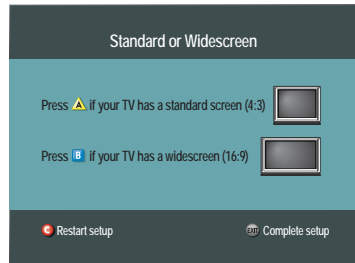 Standard or Widescreen
Press A if your TV has a standard screen (4:3)
Press B if your TV has a widescreen (16:9)
C Restart setup
EXIT Complete setup